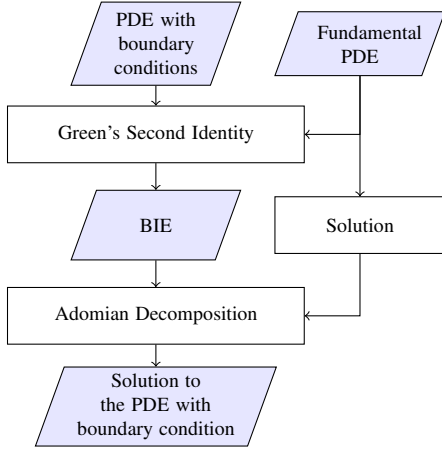 PDE with
boundary
conditions
Fundamental
PDE
Green's Second Identity
BIE
Solution
Adomian Decomposition
Solution to
the PDE with
boundary condition